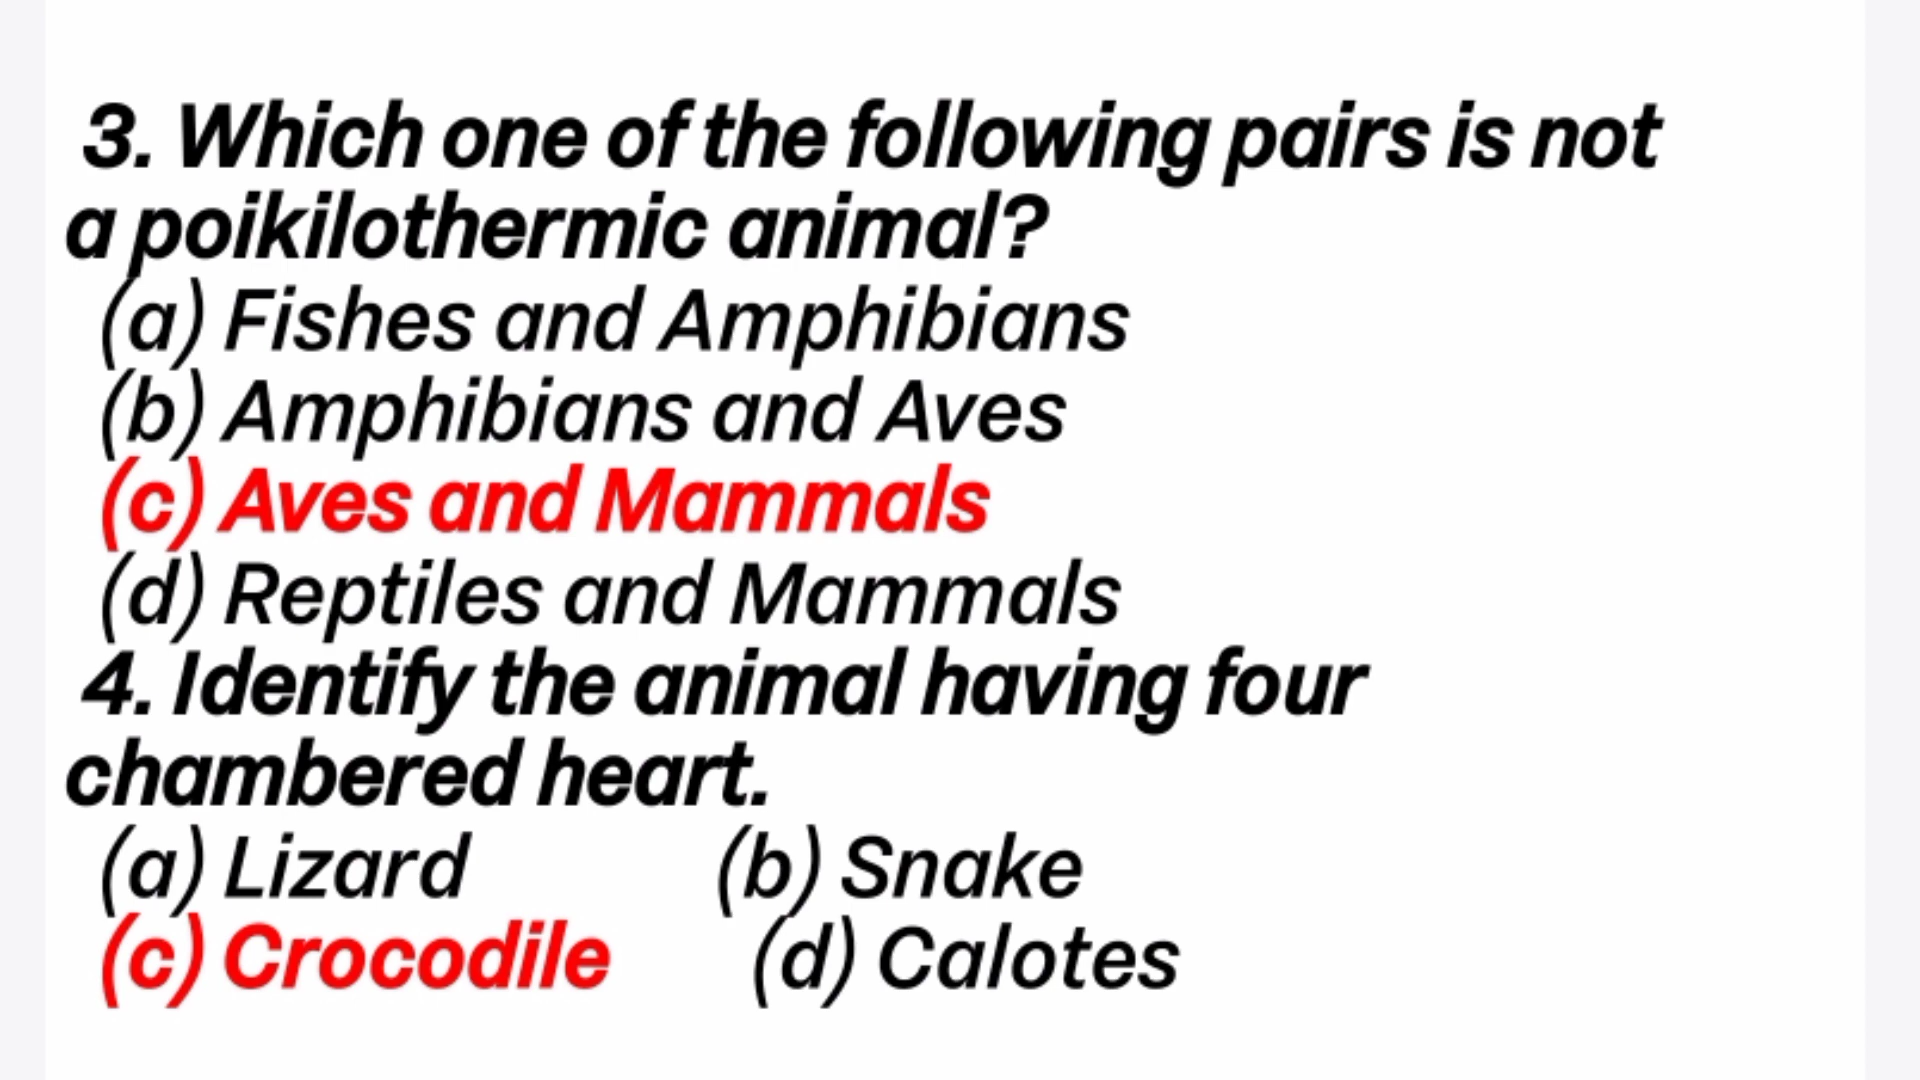 3. Which one of the following pairs is not
a poikilothermic animal?
(a) Fishes and Amphibians
(b) Amphibians and Aves
(c) Aves and Mammals
(d) Reptiles and Mammals
4. Identify the animal having four
chambered heart.
(a) Lizard (b) Snake
(c) Crocodile (d) Calotes